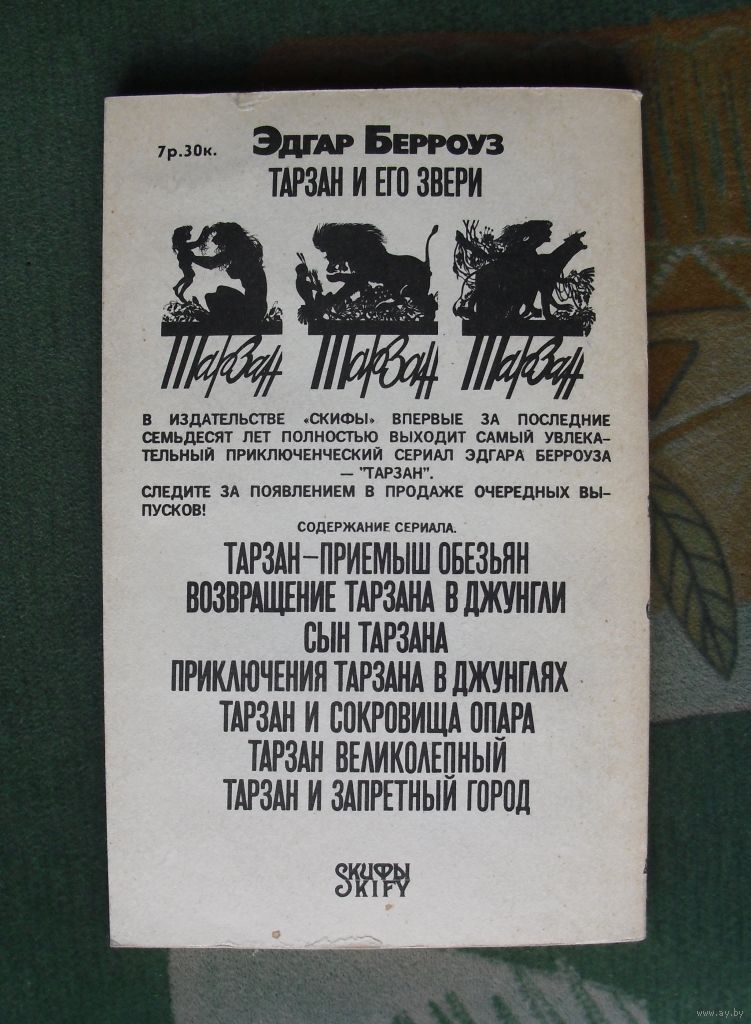 7р.30к.
ЭДГАР БЕРРОУЗ
ТАРЗАН И ЕГО ЗВЕРИ
Тарзан Тарзан Тарзан
В ИЗДАТЕЛЬСТВЕ «СКИФЫ» ВПЕРВЫЕ ЗА ПОСЛЕДНИЕ
СЕМЬДЕСЯТ ЛЕТ ПОЛНОСТЬЮ ВЫХОДИТ САМЫЙ УВЛЕКА–
ТЕЛЬНЫЙ ПРИКЛЮЧЕНЧЕСКИЙ СЕРИАЛ ЭДГАРА БЕРРОУЗА
— "ТАРЗАН".
СЛЕДИТЕ ЗА ПОЯВЛЕНИЕМ В ПРОДАЖЕ ОЧЕРЕДНЫХ ВЫ–
ПУСКОВ!
СОДЕРЖАНИЕ СЕРИАЛА.
ТАРЗАН–ПРИЕМЫШ ОБЕЗЬЯН
ВОЗВРАЩЕНИЕ ТАРЗАНА В ДЖУНГЛИ
СЫН ТАРЗАНА
ПРИКЛЮЧЕНИЯ ТАРЗАНА В ДЖУНГЛЯХ
ТАРЗАН И СОКРОВИЩА ОПАРА
ТАРЗАН ВЕЛИКОЛЕПНЫЙ
ТАРЗАН И ЗАПРЕТНЫЙ ГОРОД
СКИФЫ
SKIFY
www.ay.by